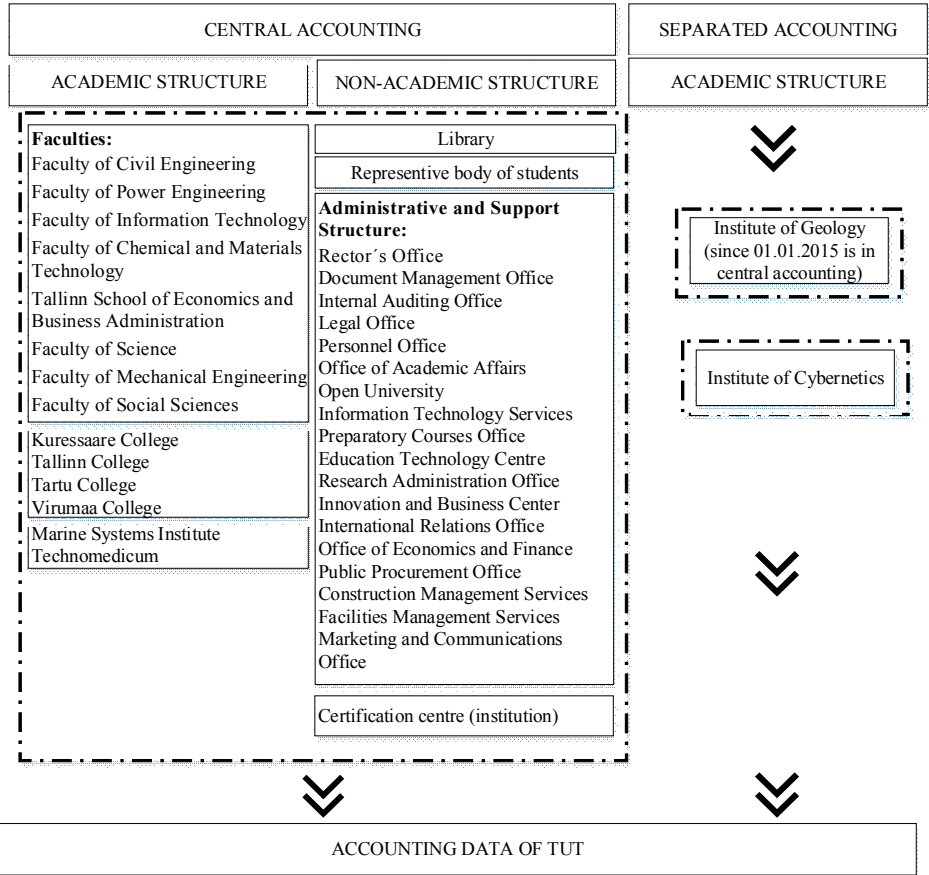 CENTRAL ACCOUNTING
SEPARATED ACCOUNTING
ACADEMIC STRUCTURE
NON-ACADEMIC STRUCTURE
ACADEMIC STRUCTURE
Faculties:
Faculty of Civil Engineering
Faculty of Power Engineering
Faculty of Information Technology
Faculty of Chemical and Materials
Technology
Tallinn School of Economics and
Business Administration
Faculty of Science
Faculty of Mechanical Engineering
Faculty of Social Sciences
Kuressaare College
Tallinn College
Tartu College
Virumaa College
Marine Systems Institute
Technomedicum
Library
Representive body of students
Administrative and Support
Structure:
Rector´s Office
Document Management Office
Internal Auditing Office
Legal Office
Personnel Office
Office of Academic Affairs
Open University
Information Technology Services
Preparatory Courses Office
Education Technology Centre
Research Administration Office
Innovation and Business Center
International Relations Office
Office of Economics and Finance
Public Procurement Office
Construction Management Services
Facilities Management Services
Marketing and Communications
Office
Certification centre (institution)
Institute of Geology
(since 01.01.2015 is in
central accounting)
Institute of Cybernetics
ACCOUNTING DATA OF TUT